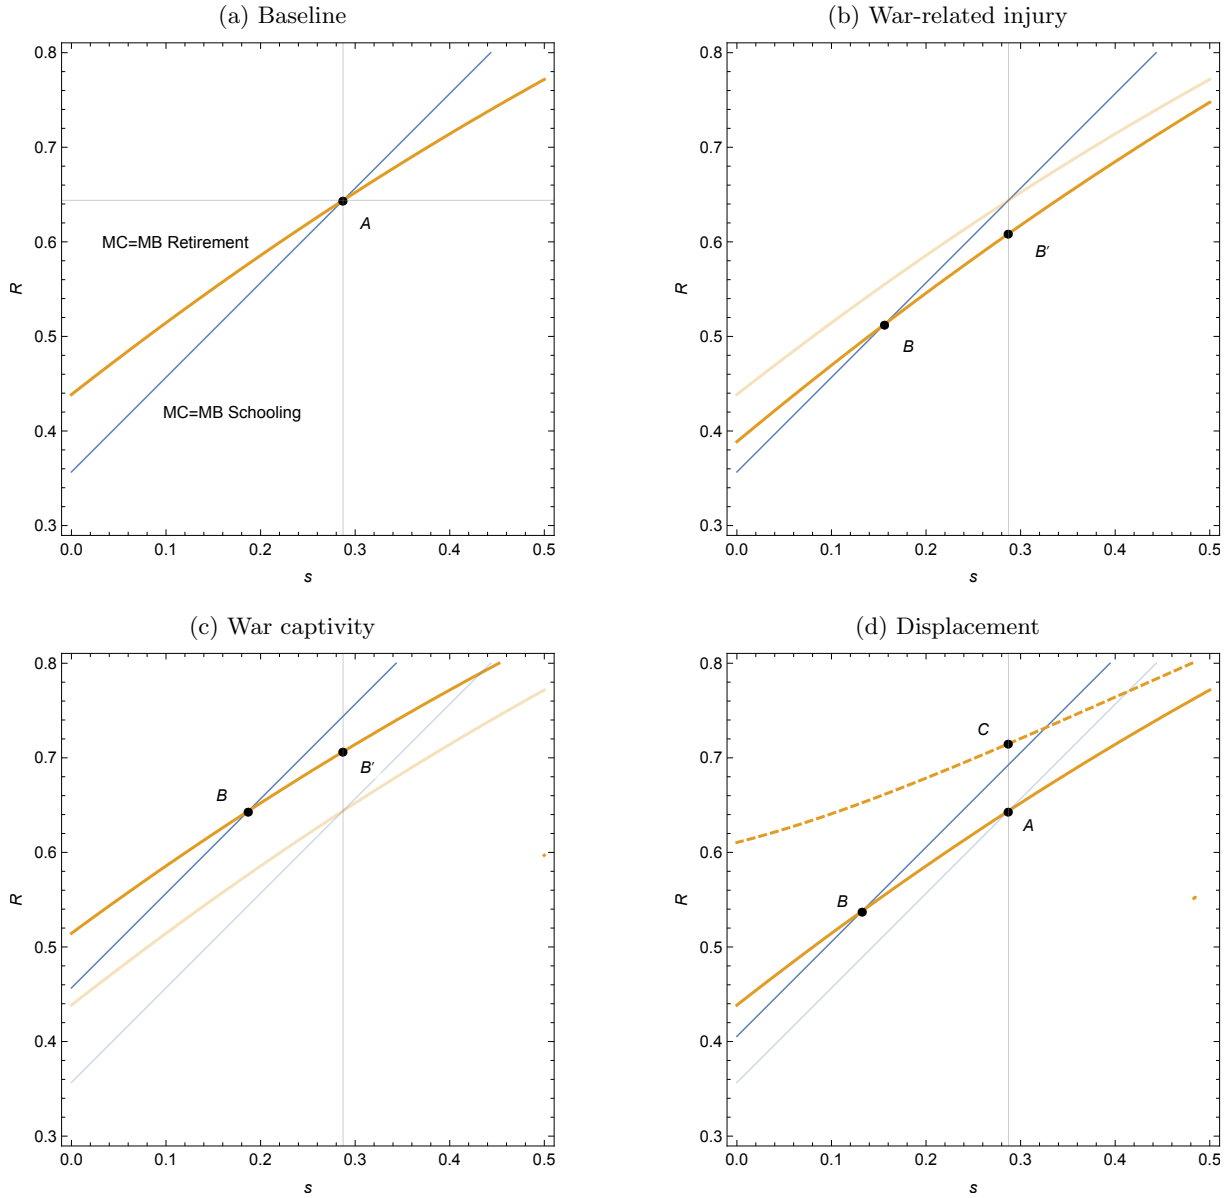 (a) Baseline
0.8
0.7
0.6
0.5
0.4
0.3
R
A
MC=MB Retirement
MC=MB Schooling
0.0 0.1 0.2 0.3 0.4 0.5
s
(b) War-related injury
0.8
0.7
0.6
0.5
0.4
0.3
R
B′
B
0.0 0.1 0.2 0.3 0.4 0.5
s
(c) War captivity
0.8
0.7
0.6
0.5
0.4
0.3
R
B
B′
0.0 0.1 0.2 0.3 0.4 0.5
s
(d) Displacement
0.8
0.7
0.6
0.5
0.4
0.3
R
C
A
B
0.0 0.1 0.2 0.3 0.4 0.5
s